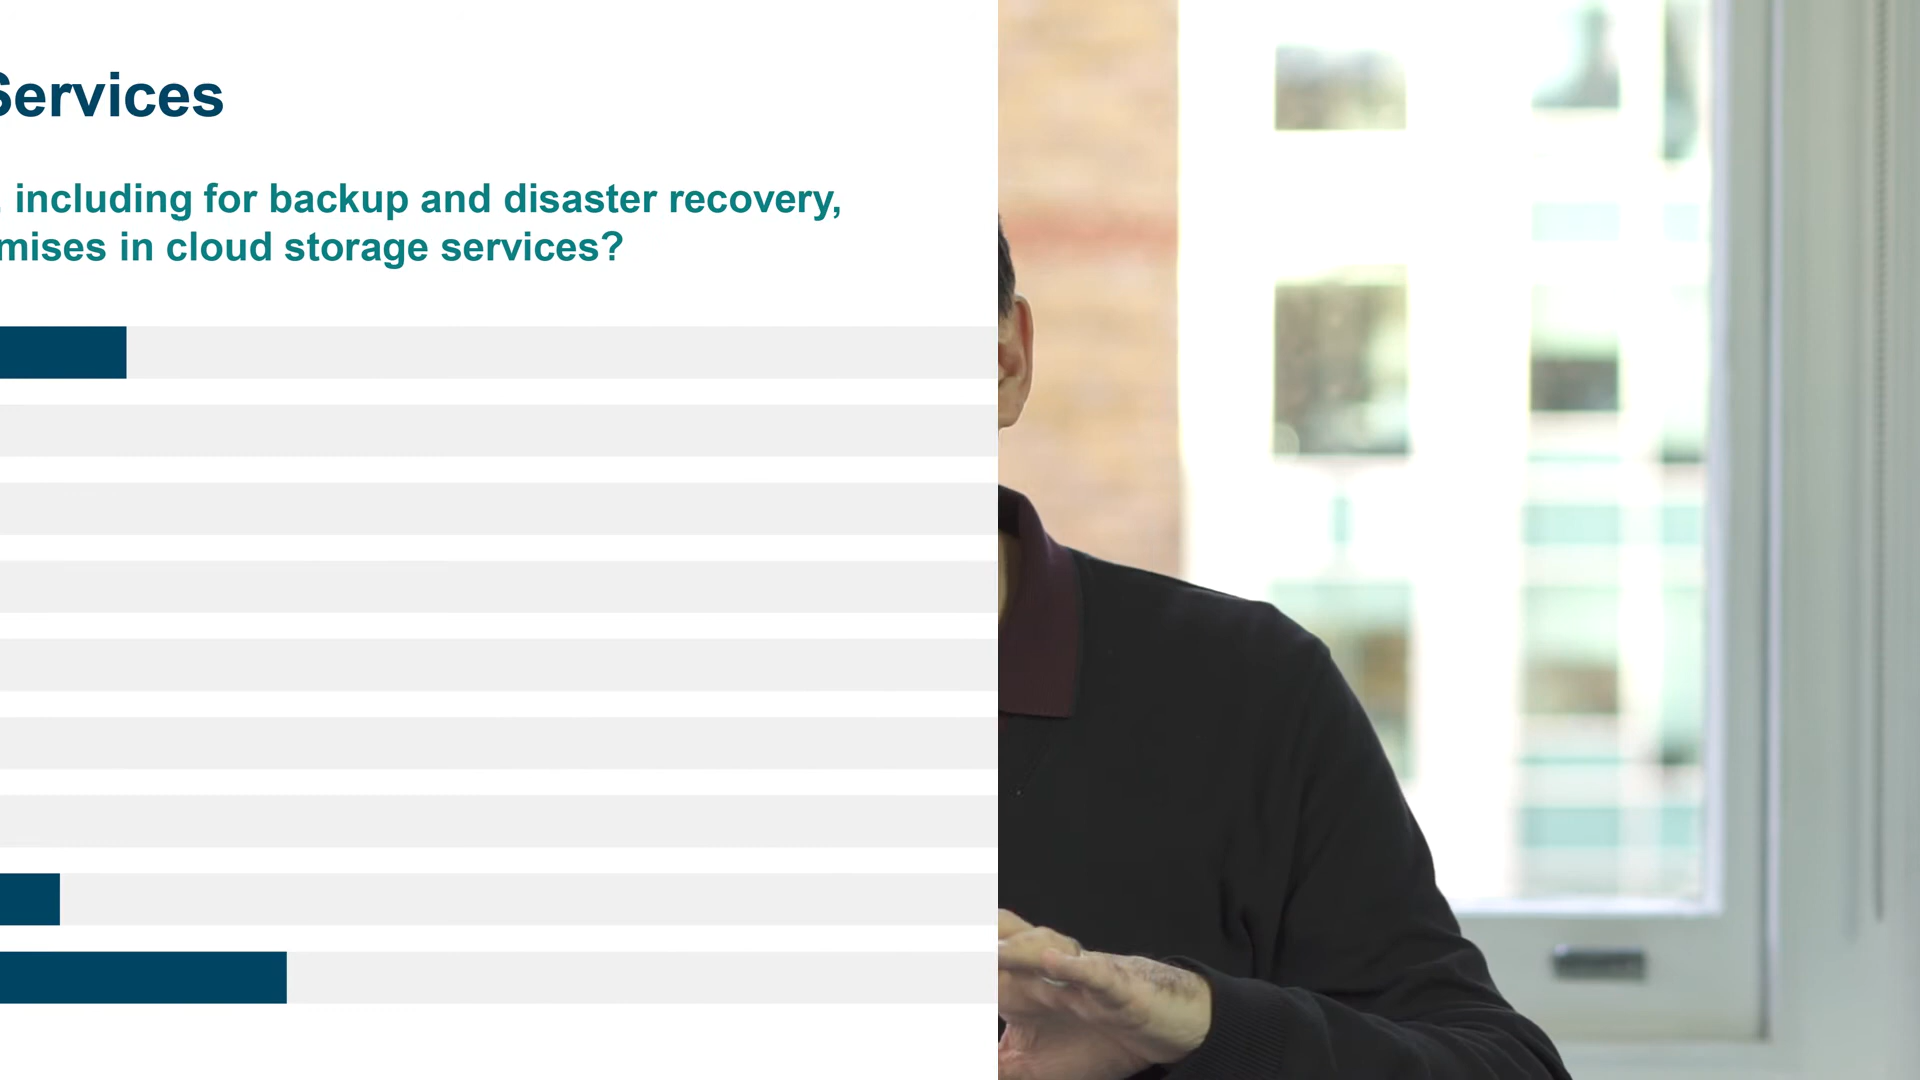 Services
including for backup and disaster recovery,
mises in cloud storage services?